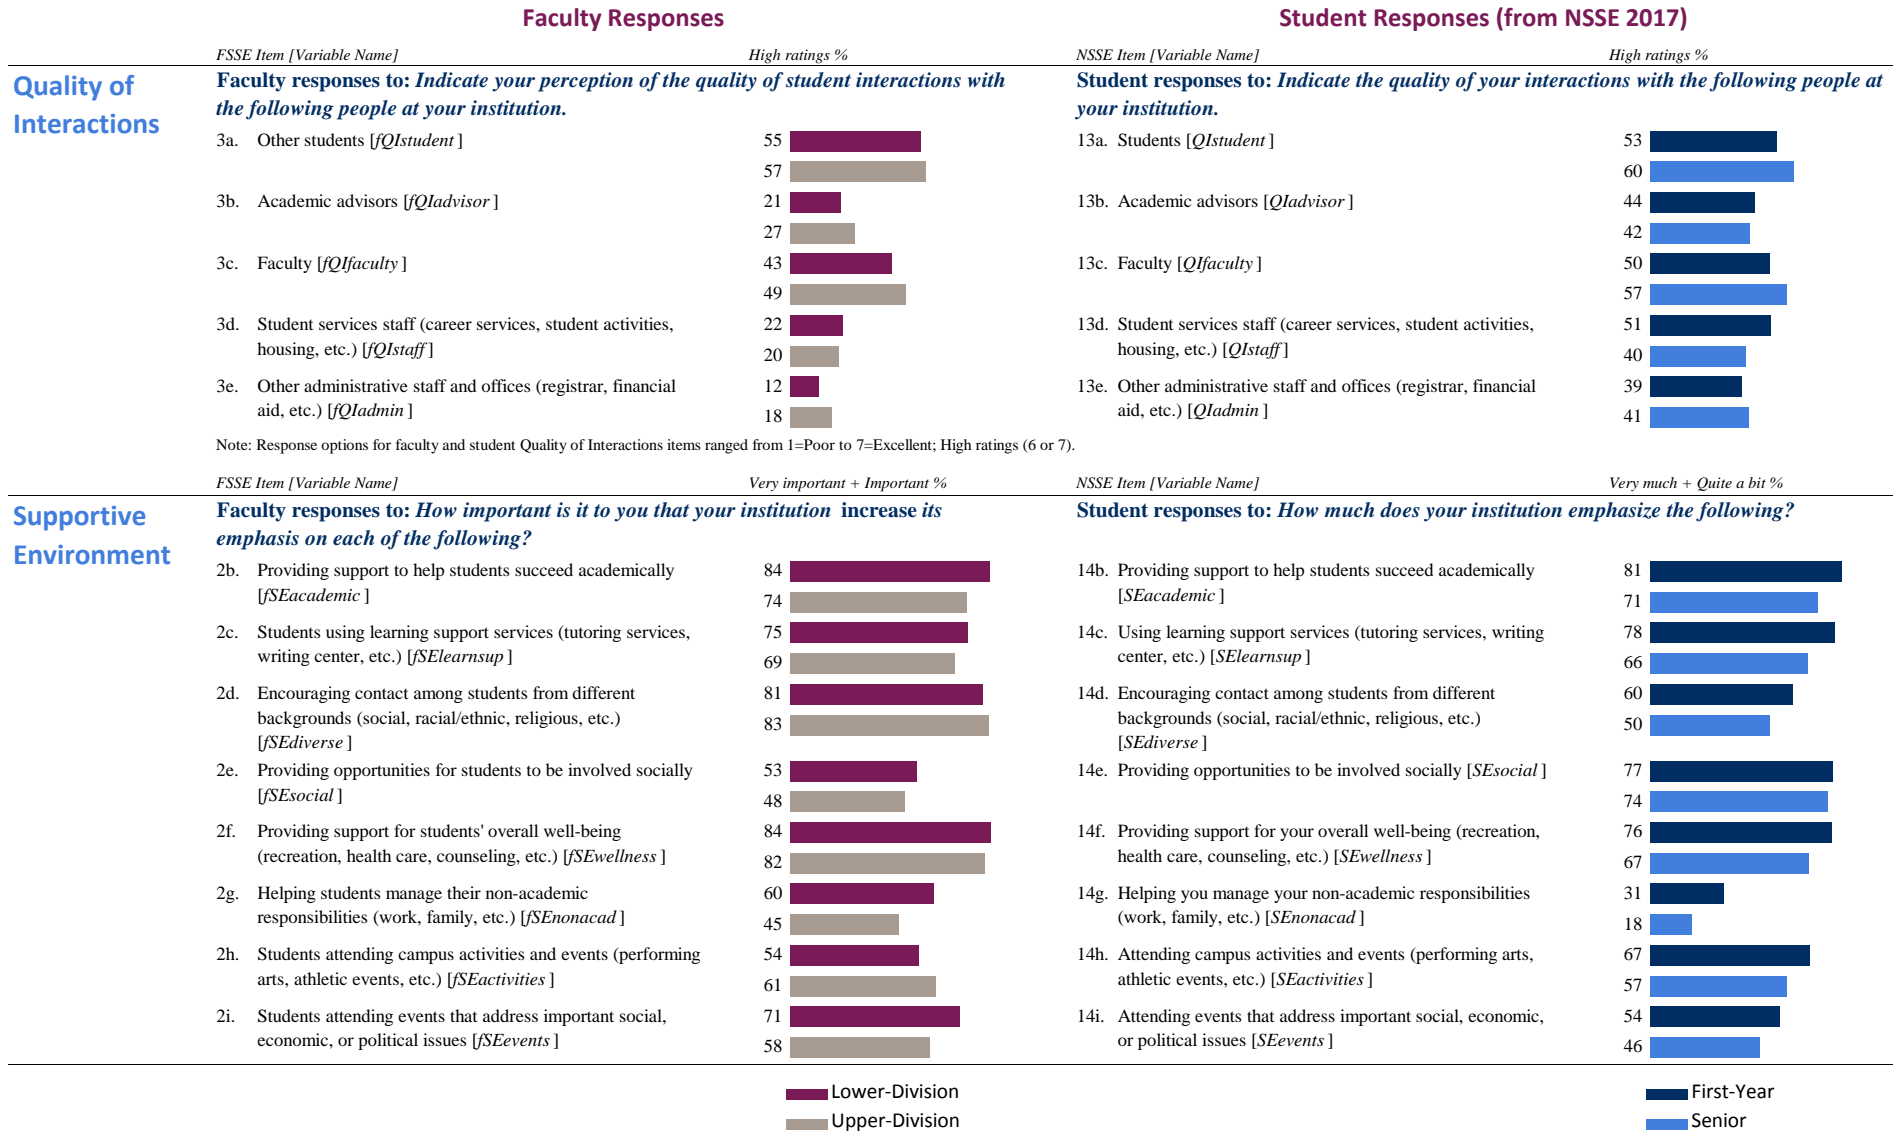 Faculty Responses
Student Responses (from NSSE 2017)
FSSE Item [Variable Name]
High ratings %
NSSE Item [Variable Name]
High ratings %
Quality of
Interactions
Faculty responses to: Indicate your perception of the quality of student interactions with
the following people at your institution.
Student responses to: Indicate the quality of your interactions with the following people at
your institution.
3a. Other students [fQIstudent ]
55
57
13a. Students [QIstudent ]
53
60
3b. Academic advisors [fQIadvisor ]
21
27
13b. Academic advisors [QIadvisor ]
44
42
3c. Faculty [fQIfaculty ]
43
49
13c. Faculty [QIfaculty ]
50
57
3d. Student services staff (career services, student activities,
housing, etc.) [fQIstaff ]
22
20
13d. Student services staff (career services, student activities,
housing, etc.) [QIstaff ]
51
40
3e. Other administrative staff and offices (registrar, financial
aid, etc.) [fQIadmin ]
12
18
13e. Other administrative staff and offices (registrar, financial
aid, etc.) [QIadmin ]
39
41
Note: Response options for faculty and student Quality of Interactions items ranged from 1=Poor to 7=Excellent; High ratings (6 or 7).
FSSE Item [Variable Name]
Very important + Important %
NSSE Item [Variable Name]
Very much + Quite a bit %
Supportive
Environment
Faculty responses to: How important is it to you that your institution increase its
emphasis on each of the following?
Student responses to: How much does your institution emphasize the following?
2b. Providing support to help students succeed academically
[fSEacademic ]
84
74
14b. Providing support to help students succeed academically
[SEacademic ]
81
71
2c. Students using learning support services (tutoring services,
writing center, etc.) [fSElearnsup ]
75
69
14c. Using learning support services (tutoring services, writing
center, etc.) [SElearnsup ]
78
66
2d. Encouraging contact among students from different
backgrounds (social, racial/ethnic, religious, etc.)
[fSEdiverse ]
81
83
14d. Encouraging contact among students from different
backgrounds (social, racial/ethnic, religious, etc.)
[SEdiverse ]
60
50
2e. Providing opportunities for students to be involved socially
[fSEsocial ]
53
48
14e. Providing opportunities to be involved socially [SEsocial ]
77
74
2f. Providing support for students' overall well-being
(recreation, health care, counseling, etc.) [fSEwellness ]
84
82
14f. Providing support for your overall well-being (recreation,
health care, counseling, etc.) [SEwellness ]
76
67
2g. Helping students manage their non-academic
responsibilities (work, family, etc.) [fSEnonacad ]
60
45
14g. Helping you manage your non-academic responsibilities
(work, family, etc.) [SEnonacad ]
31
18
2h. Students attending campus activities and events (performing
arts, athletic events, etc.) [fSEactivities ]
54
61
14h. Attending campus activities and events (performing arts,
athletic events, etc.) [SEactivities ]
67
57
2i. Students attending events that address important social,
economic, or political issues [fSEevents ]
71
58
14i. Attending events that address important social, economic,
or political issues [SEevents ]
54
46
Lower-Division
Upper-Division
First-Year
Senior